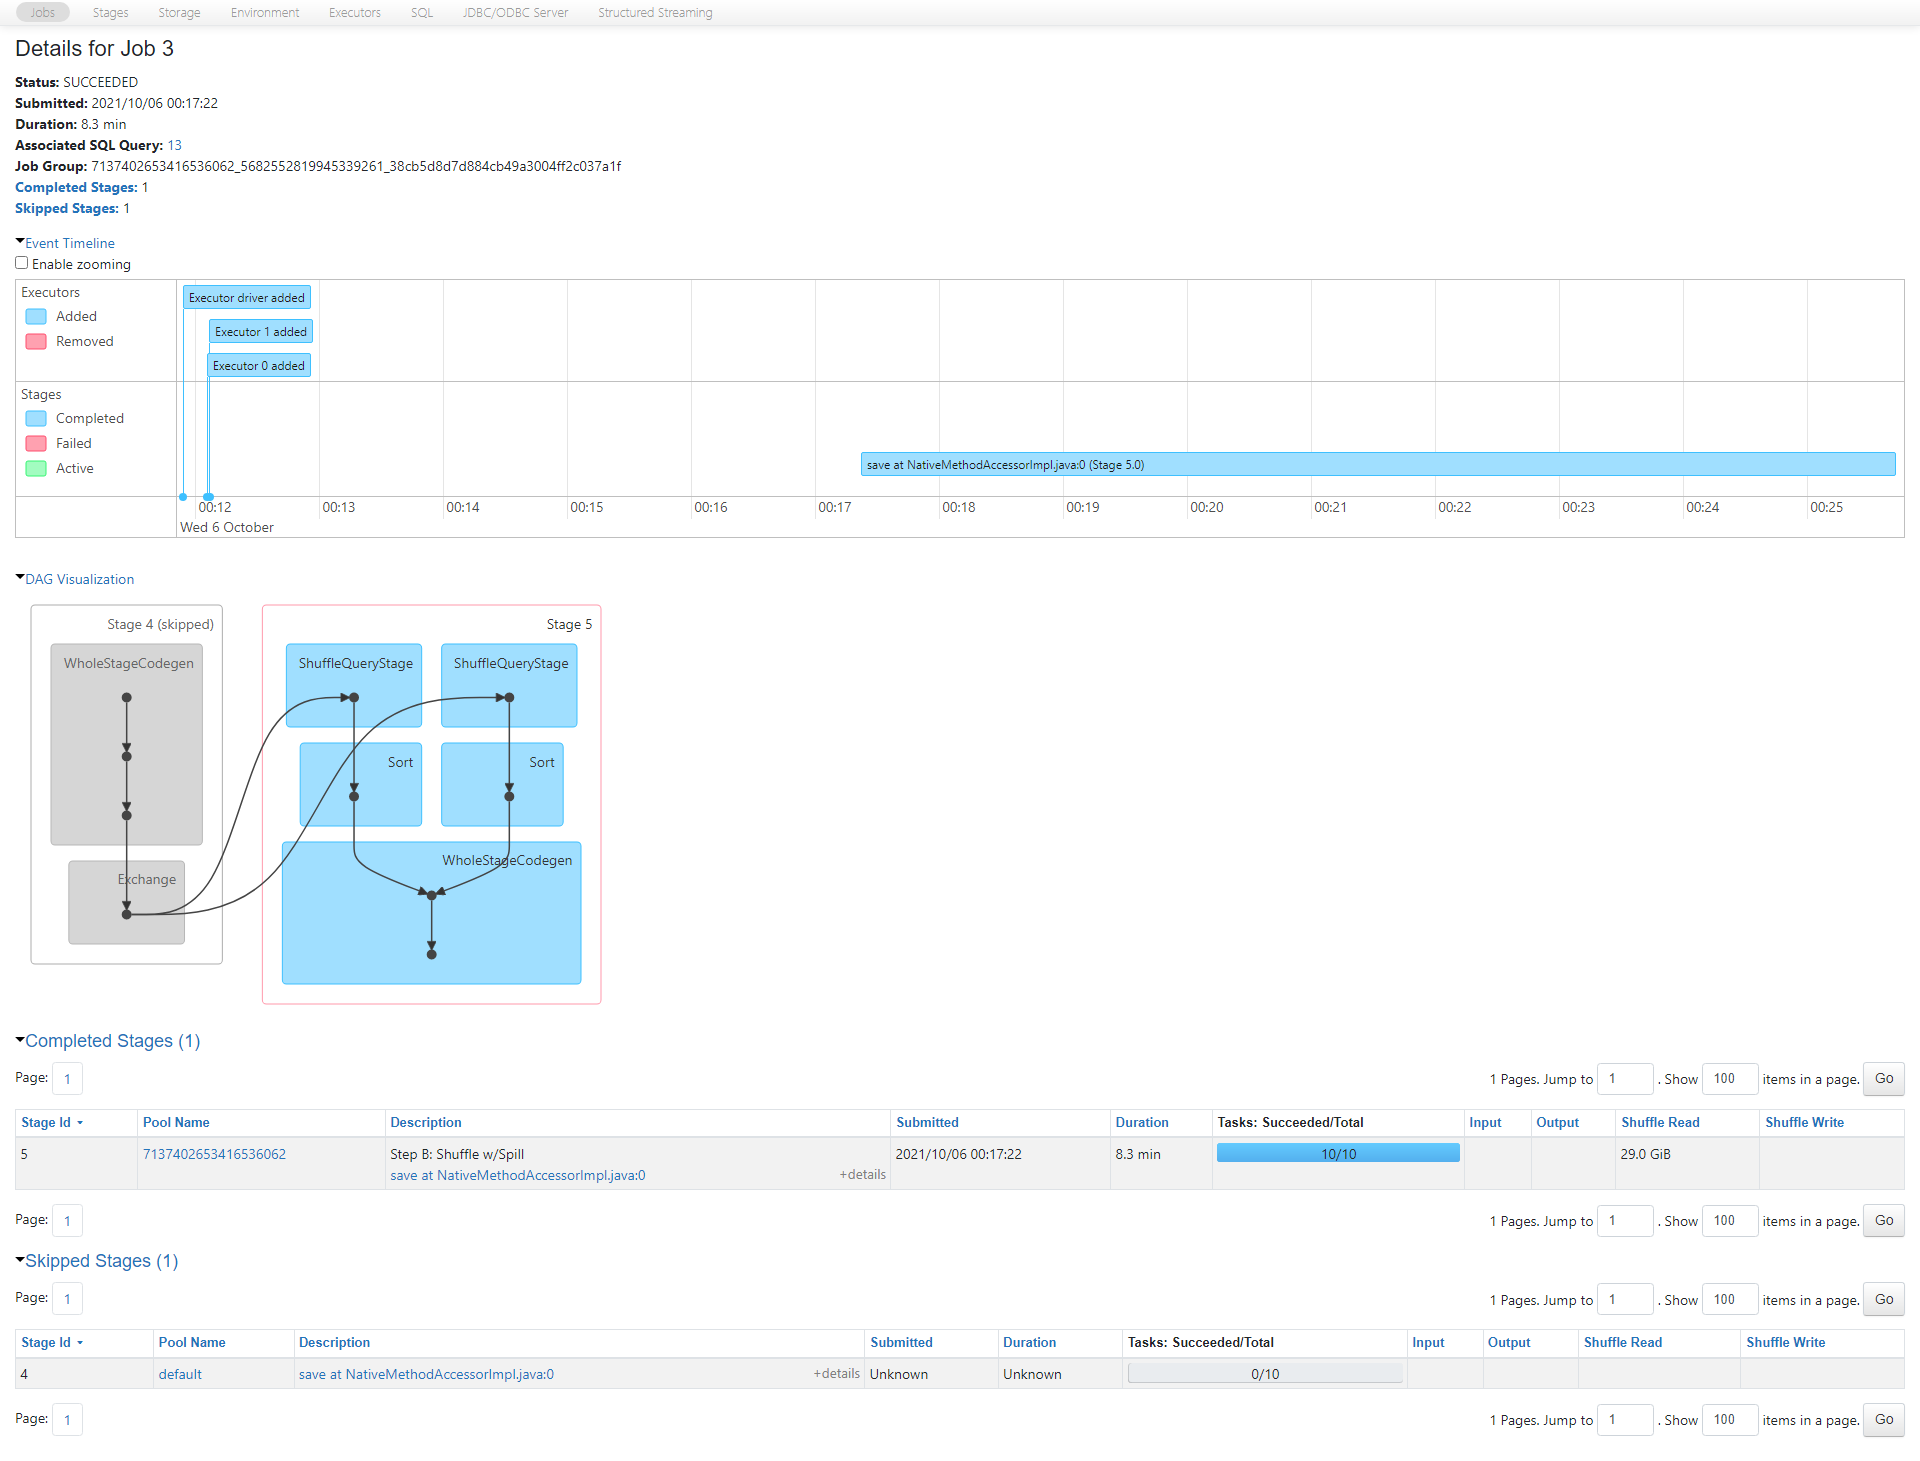 Jobs Stages Storage Environment Executors SQL JDBC/ODBC Server Structured Streaming
Details for Job 3
Status: SUCCEEDED
Submitted: 2021/10/06 00:17:22
Duration: 8.3 min
Associated SQL Query: 13
Job Group: 7137402653416536062_5682552819945339261_38cb5d8d7d884cb49a3004ff2c037a1f
Completed Stages: 1
Skipped Stages: 1
Event Timeline
Enable zooming
Executors
Added
Removed
Executor driver added
Executor 1 added
Executor 0 added
Stages
Completed
Failed
Active
save at NativeMethodAccessorImpl.java:0 (Stage 5.0)
00:12 00:13 00:14 00:15 00:16 00:17 00:18 00:19 00:20 00:21 00:22 00:23 00:24 00:25
Wed 6 October
DAG Visualization
Stage 4 (skipped)
WholeStageCodegen
Exchange
Stage 5
ShuffleQueryStage ShuffleQueryStage
Sort Sort
WholeStageCodegen
Completed Stages (1)
Page: 1 1 Pages. Jump to 1 . Show 100 items in a page. Go
Stage Id Pool Name Description Submitted Duration Tasks: Succeeded/Total Input Output Shuffle Read Shuffle Write
5 7137402653416536062 Step B: Shuffle w/Spill 2021/10/06 00:17:22 8.3 min 10/10 29.0 GiB
save at NativeMethodAccessorImpl.java:0 +details
Page: 1 1 Pages. Jump to 1 . Show 100 items in a page. Go
Skipped Stages (1)
Page: 1 1 Pages. Jump to 1 . Show 100 items in a page. Go
Stage Id Pool Name Description Submitted Duration Tasks: Succeeded/Total Input Output Shuffle Read Shuffle Write
4 default save at NativeMethodAccessorImpl.java:0 +details Unknown Unknown 0/10
Page: 1 1 Pages. Jump to 1 . Show 100 items in a page. Go